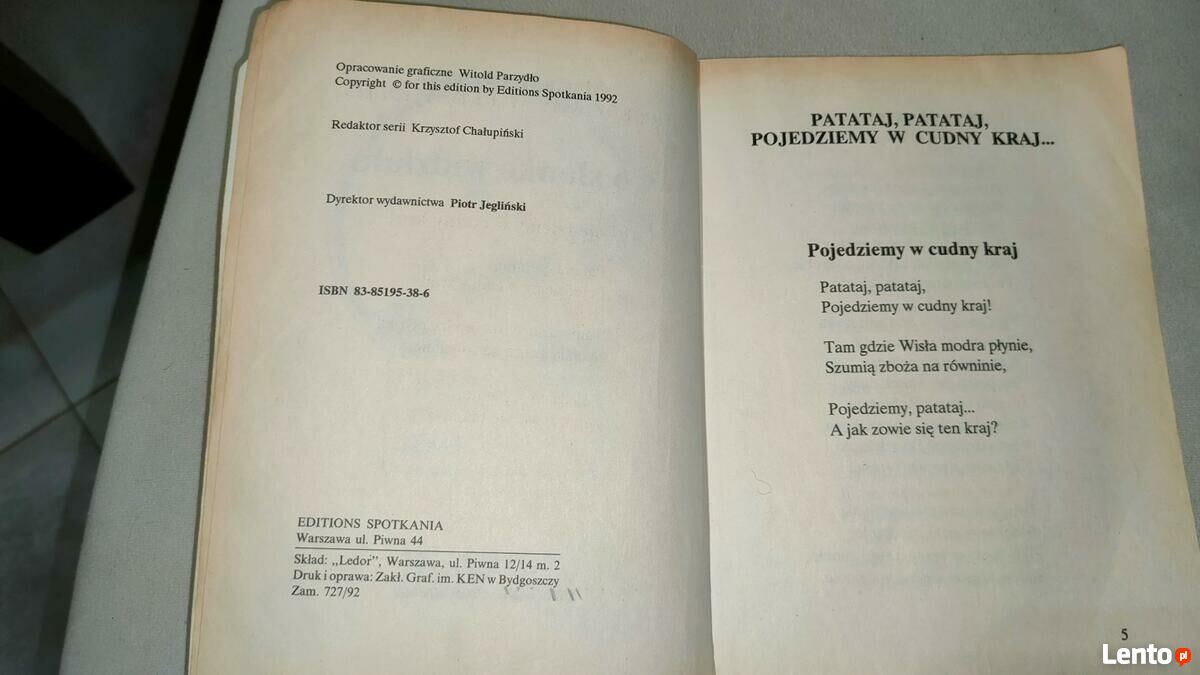 Opracowanie graficzne Witold Parzydło
Copyright © for this edition by Editions Spotkania 1992
Redaktor serii Krzysztof Chałupiński
Dyrektor wydawnictwa Piotr Jegliński
ISBN 83-85195-38-6
EDITIONS SPOTKANIA
Warszawa ul. Piwna 44
Skład: „Ledor", Warszawa, ul. Piwna 12/14 m. 2
Druk i oprawa: Zakł. Graf. im. KEN w Bydgoszczy
Zam. 727/92
PATATAJ, PATATAJ,
POJEDZIEMY W CUDNY KRAJ...
Pojedziemy w cudny kraj
Patataj, patataj,
Pojedziemy w cudny kraj!
Tam gdzie Wisła modra płynie,
Szumią zboża na równinie,
Pojedziemy, patataj...
A jak zowie się ten kraj?
5
Lento.pl